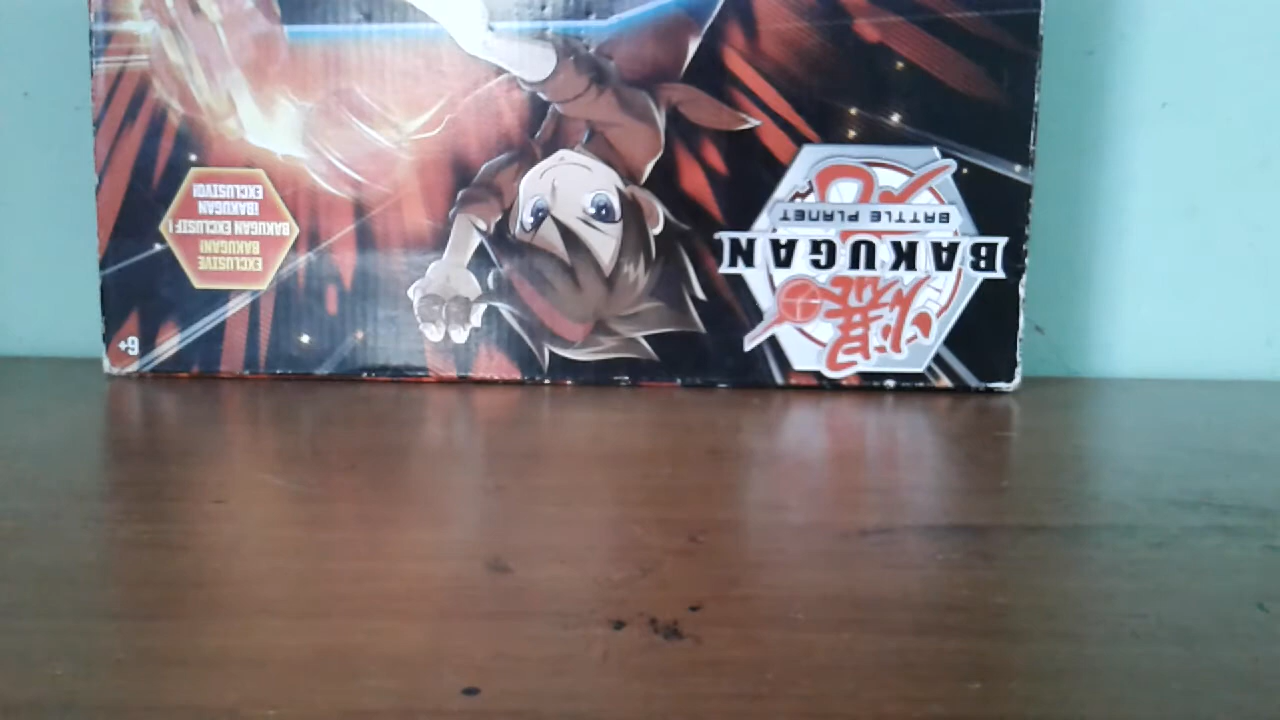 BAKUGAN
BATTLE PLANET
EXCLUSIVE
BAKUGAN!
BAKUGAN EXCLUSIF !
¡BAKUGAN
EXCLUSIVO!
6+